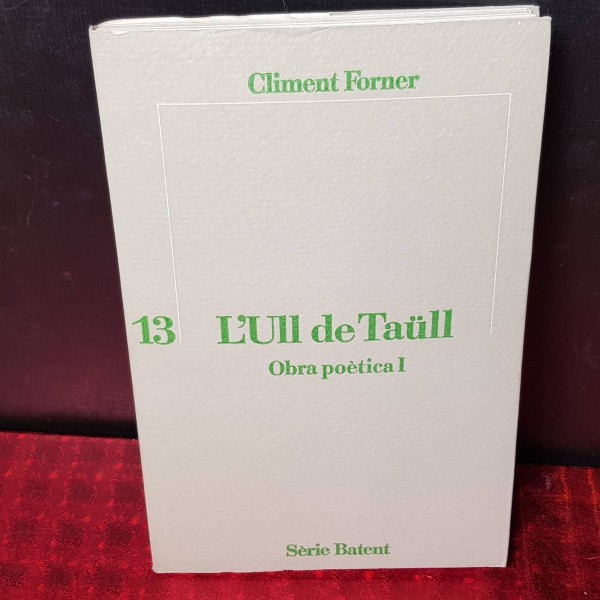 Climent Forner
13 L'Ull de Taüll
Obra poètica I
Sèrie Batent